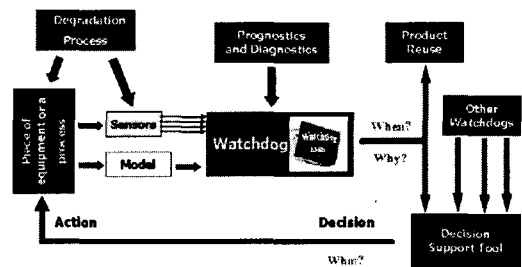 Degradation
Process
Prognostics
and Diagnostics
Product
Reuse
Piece of
equipment or a
process
Sensors
Model
Watchdog
Watchdog
When?
Why?
Other
Watchdogs
Action
Decision
Decision
Support Tool